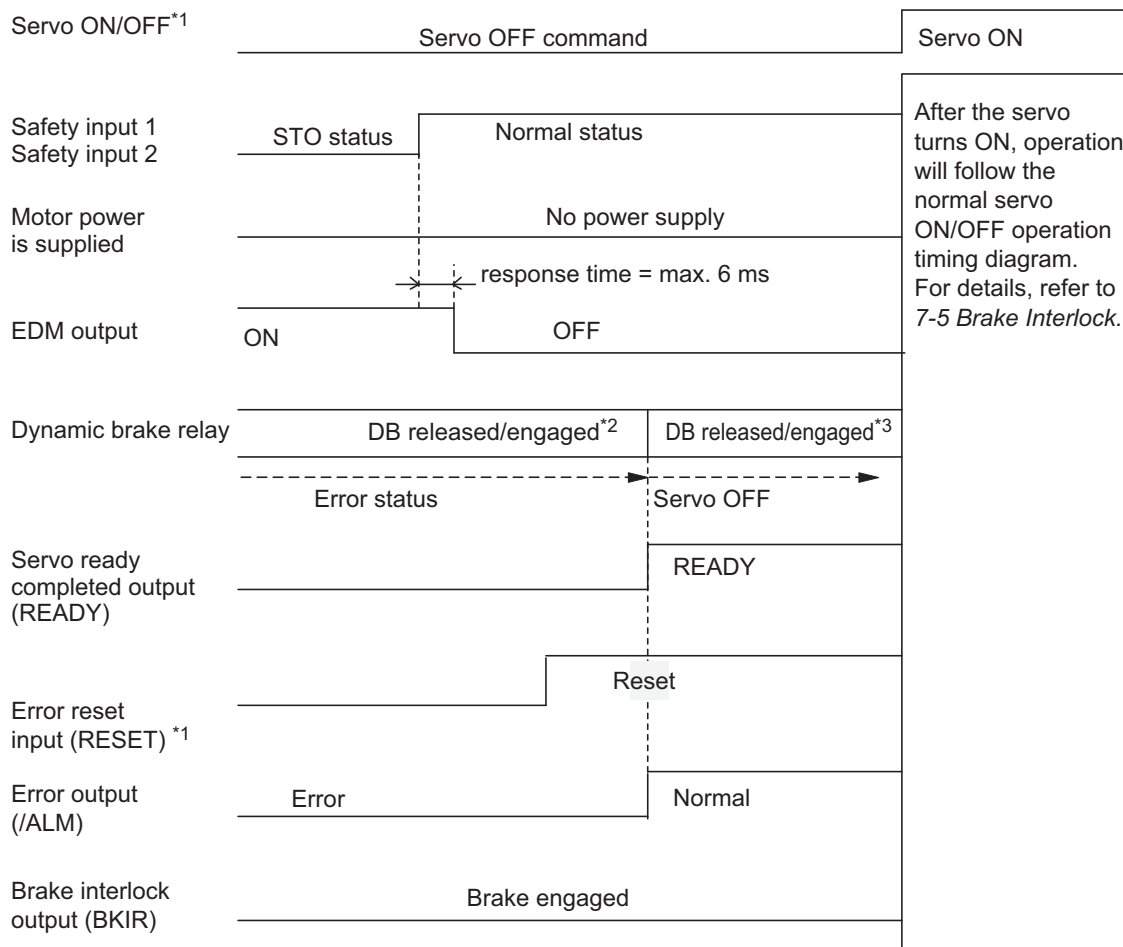 Servo ON/OFF*1
Servo OFF command
Servo ON
Safety input 1
Safety input 2
STO status
Normal status
After the servo
turns ON, operation
will follow the
normal servo
ON/OFF operation
timing diagram.
For details, refer to
7-5 Brake Interlock.
Motor power
is supplied
No power supply
response time = max. 6 ms
EDM output
ON
OFF
Dynamic brake relay
DB released/engaged*2
DB released/engaged*3
Error status
Servo OFF
Servo ready
completed output
(READY)
READY
Reset
Error reset
input (RESET) *1
Error output
(/ALM)
Error
Normal
Brake interlock
output (BKIR)
Brake engaged